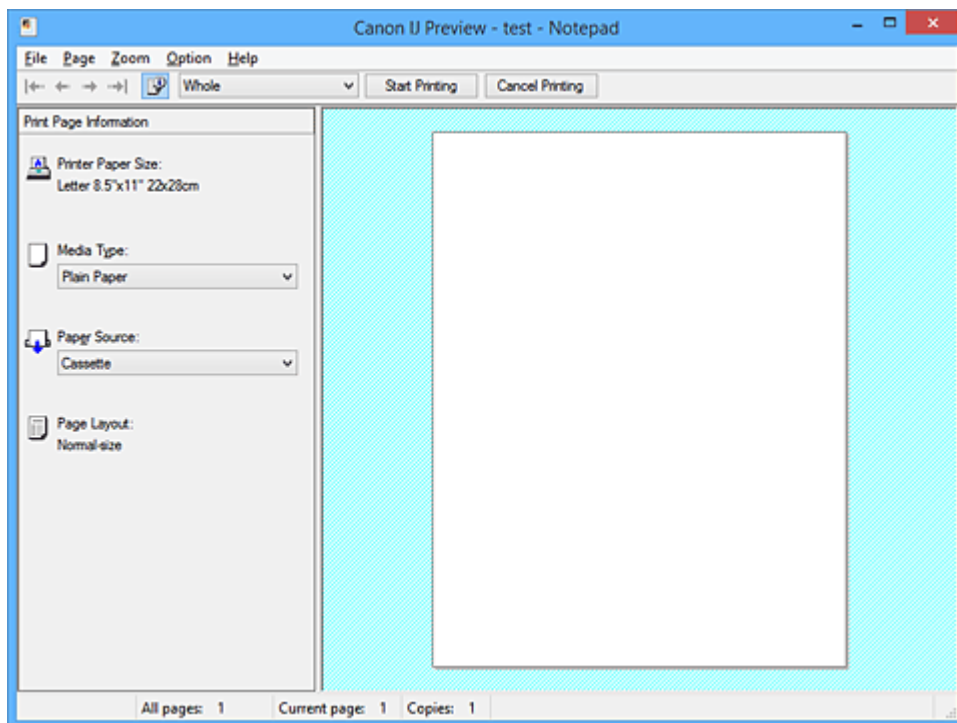 Canon IJ Preview - test - Notepad
File Page Zoom Option Help
Whole Start Printing Cancel Printing
Print Page Information
Printer Paper Size:
Letter 8.5"x11" 22x28cm
Media Type:
Plain Paper
Paper Source:
Cassette
Page Layout:
Normal-size
All pages: 1 Current page: 1 Copies: 1